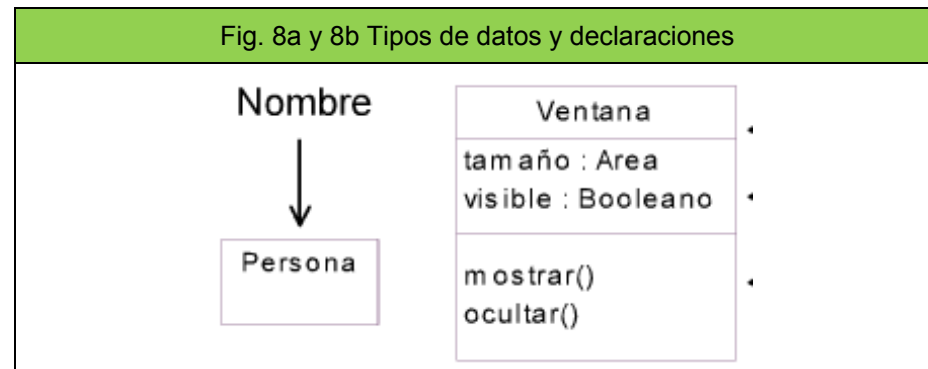 Fig. 8a y 8b Tipos de datos y declaraciones
Nombre
Persona
Ventana
tamaño : Area
visible : Booleano
mostrar()
ocultar()